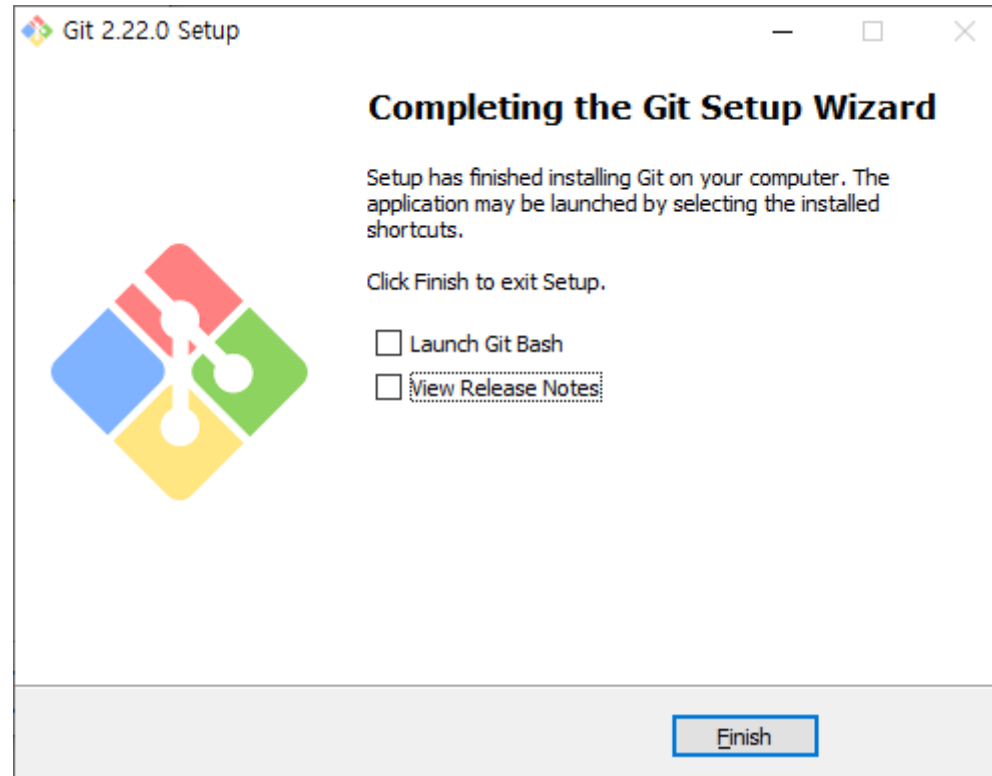 Git 2.22.0 Setup
Completing the Git Setup Wizard
Setup has finished installing Git on your computer. The
application may be launched by selecting the installed
shortcuts.
Click Finish to exit Setup.
Launch Git Bash
View Release Notes
Finish